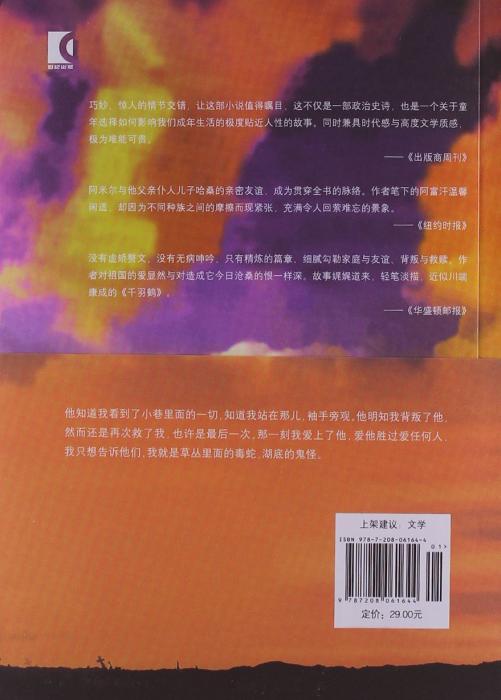 世纪出版
巧妙、惊人的情节交错，让这部小说值得瞩目，这不仅是一部政治史诗，也是一个关于童
年选择如何影响我们成年生活的极度贴近人性的故事。同时兼具时代感与高度文学质感，
极为难能可贵。
——《出版商周刊》
阿米尔与他父亲仆人儿子哈桑的亲密友谊，成为贯穿全书的脉络。作者笔下的阿富汗温馨
闲适，却因为不同种族之间的摩擦而现紧张，充满令人回萦难忘的景象。
——《纽约时报》
没有虚矫赘文，没有无病呻吟，只有精炼的篇章，细腻勾勒家庭与友谊、背叛与救赎。作
者对祖国的爱显然与对造成它今日沧桑的恨一样深。故事娓娓道来，轻笔淡描，近似川端
康成的《千羽鹤》。
——《华盛顿邮报》
他知道我看到了小巷里面的一切，知道我站在那儿，袖手旁观。他明知我背叛了他，
然而还是再次救了我，也许是最后一次，那一刻我爱上了他，爱他胜过爱任何人，
我只想告诉他们，我就是草丛里面的毒蛇，湖底的鬼怪。
上架建议：文学
ISBN 978-7-208-06164-4
01>
9 787208 061644
定价：29.00元